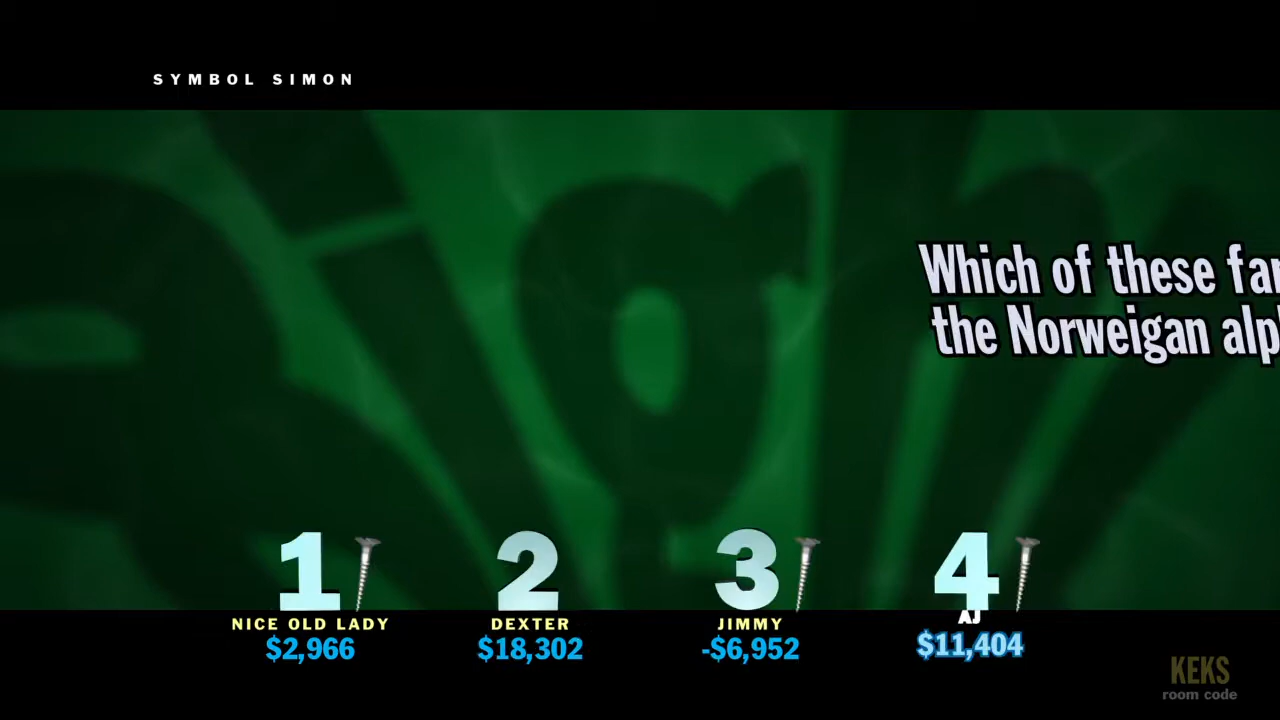 SYMBOL SIMON
Which of these fa
the Norweigan alp
1
2
3
4
NICE OLD LADY
DEXTER
JIMMY
AJ
$2,966
$18,302
-$6,952
$11,404
KEKS
room code